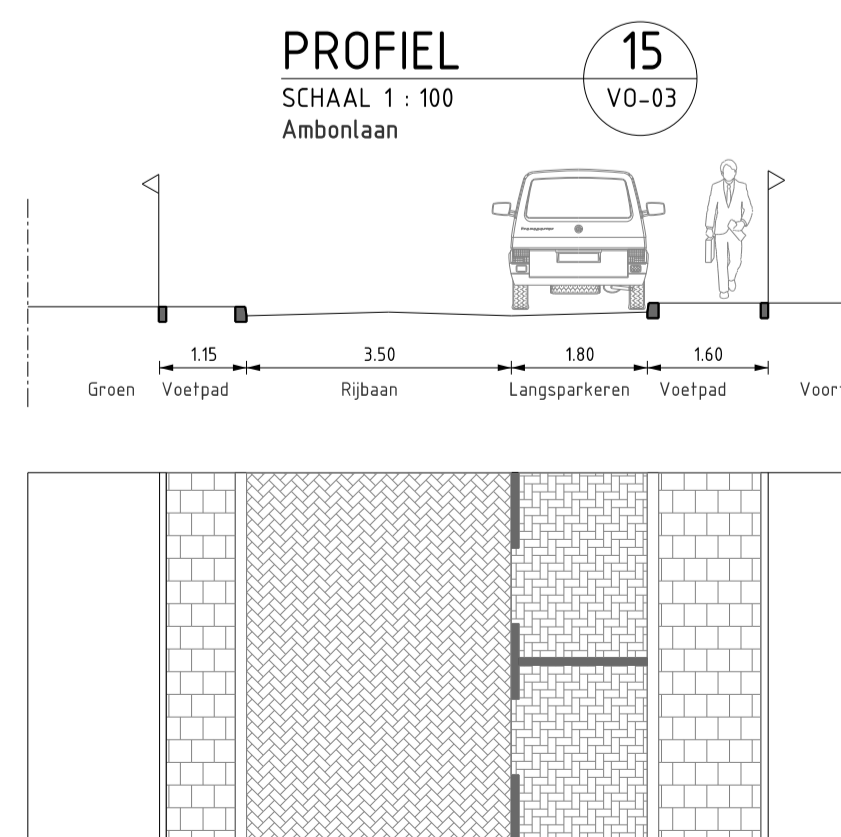 PROFIEL
15
SCHAAL 1 : 100
VO-03
Ambonlaan
1.15
3.50
1.80
1.60
Groen
Voetpad
Rijbaan
Langsparkeren
Voetpad